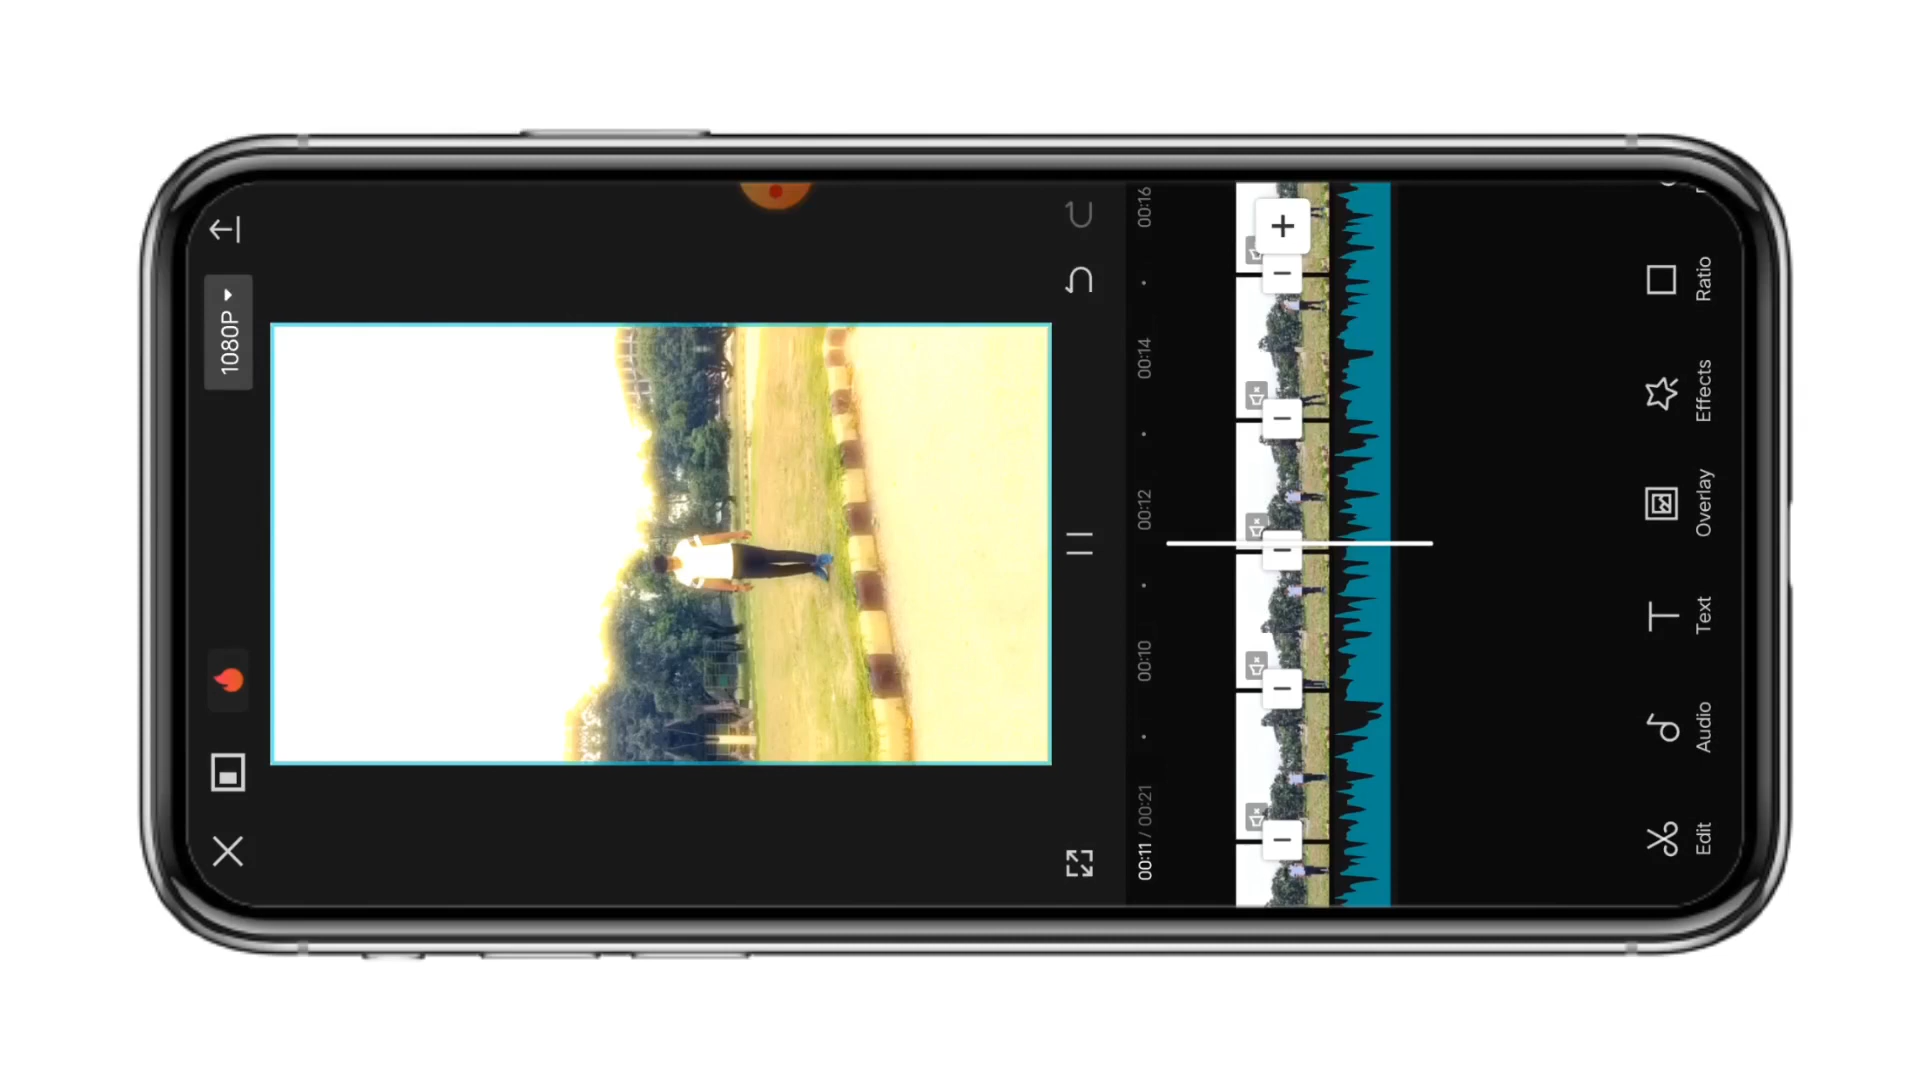 1080P
00:11 / 00:21
00:10
00:12
00:14
00:16
Edit
Audio
Text
Overlay
Effects
Ratio